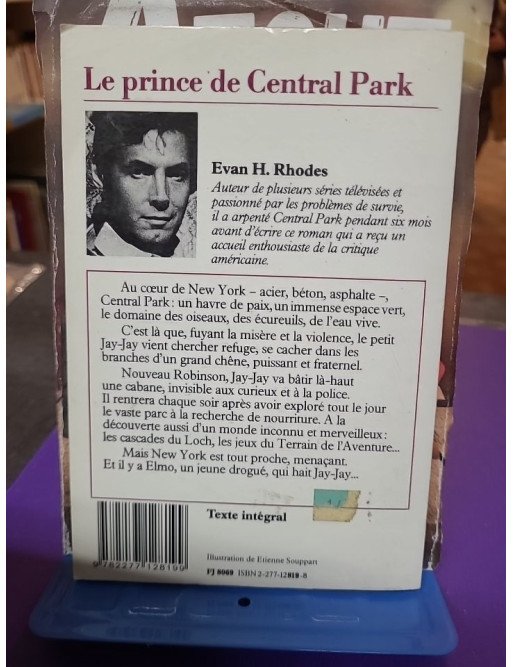 Le prince de Central Park
Evan H. Rhodes
Auteur de plusieurs séries télévisées et
passionné par les problèmes de survie,
il a arpenté Central Park pendant six mois
avant d'écrire ce roman qui a reçu un
accueil enthousiaste de la critique
américaine.
Au cœur de New York – acier, béton, asphalte –,
Central Park : un havre de paix, un immense espace vert,
le domaine des oiseaux, des écureuils, de l'eau vive.
C'est là que, fuyant la misère et la violence, le petit
Jay-Jay vient chercher refuge, se cacher dans les
branches d'un grand chêne, puissant et fraternel.
Nouveau Robinson, Jay-Jay va bâtir là-haut
une cabane, invisible aux curieux et à la police.
Il rentrera chaque soir après avoir exploré tout le jour
le vaste parc à la recherche de nourriture. A la
découverte aussi d'un monde inconnu et merveilleux :
les cascades du Loch, les jeux du Terrain de l'Aventure...
Mais New York est tout proche, menaçant.
Et il y a Elmo, un jeune drogué, qui hait Jay-Jay...
Texte intégral
Illustration de Etienne Souppart
FJ 8069 ISBN 2-277-12819-8
9782277128199